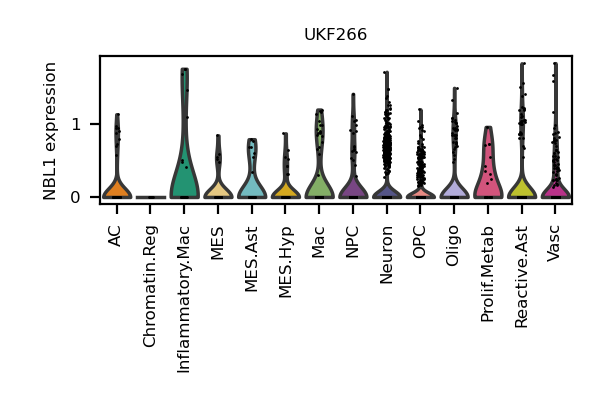 UKF266
NBL1 expression
1
0
AC
Chromatin.Reg
Inflammatory.Mac
MES
MES.Ast
MES.Hyp
Mac
NPC
Neuron
OPC
Oligo
Prolif.Metab
Reactive.Ast
Vasc